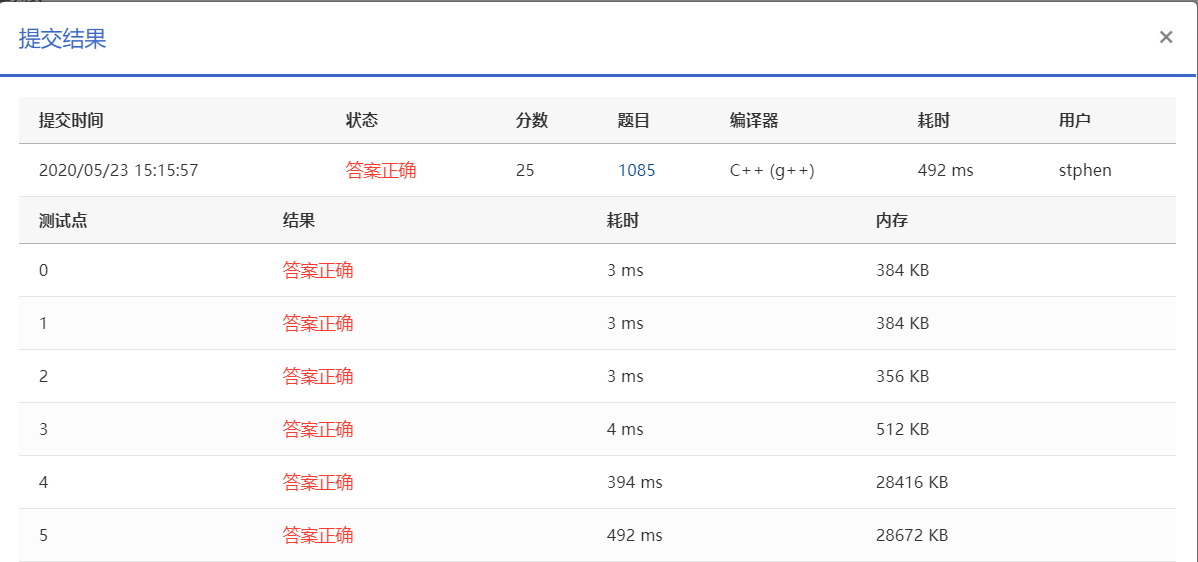 提交结果 ×
提交时间 状态 分数 题目 编译器 耗时 用户
2020/05/23 15:15:57 答案正确 25 1085 C++ (g++) 492 ms stphen
测试点 结果 耗时 内存
0 答案正确 3 ms 384 KB
1 答案正确 3 ms 384 KB
2 答案正确 3 ms 356 KB
3 答案正确 4 ms 512 KB
4 答案正确 394 ms 28416 KB
5 答案正确 492 ms 28672 KB